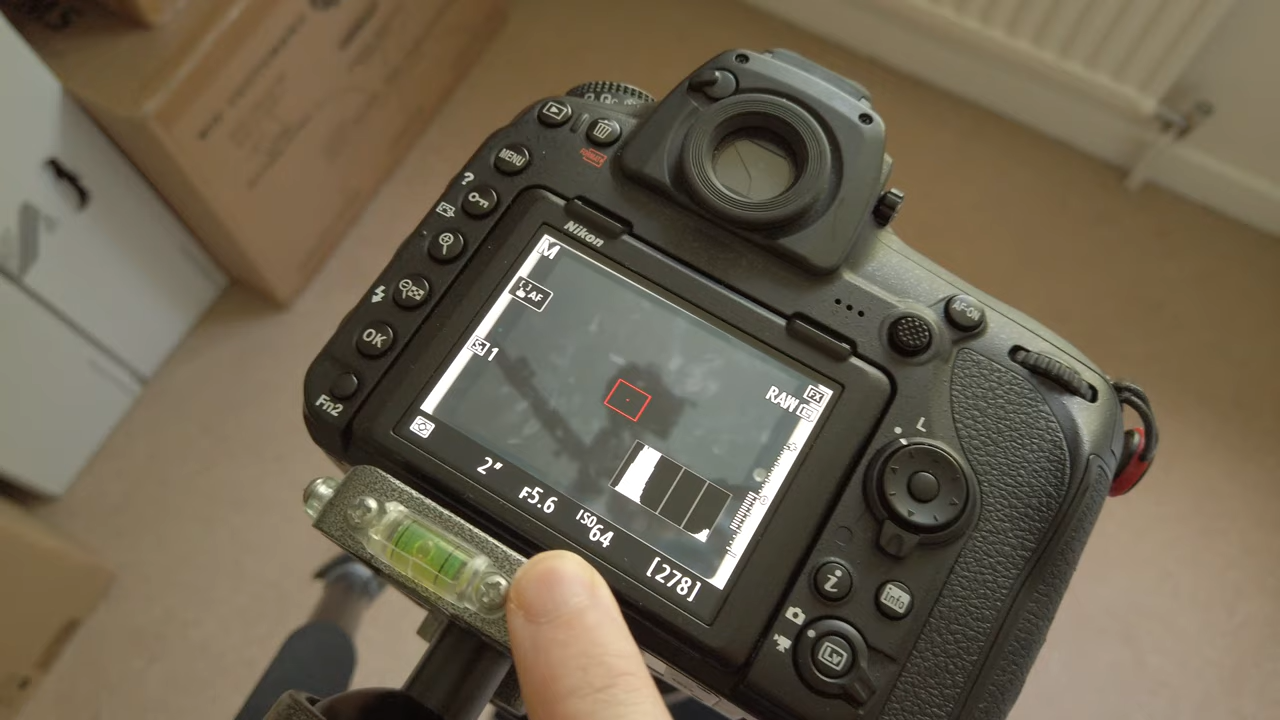 MENU
?
OK
Fn2
Nikon
M
AF
S 1
RAW
FX
2"
F5.6
ISO 64
[278]
AF-ON
L
i
info
Lv